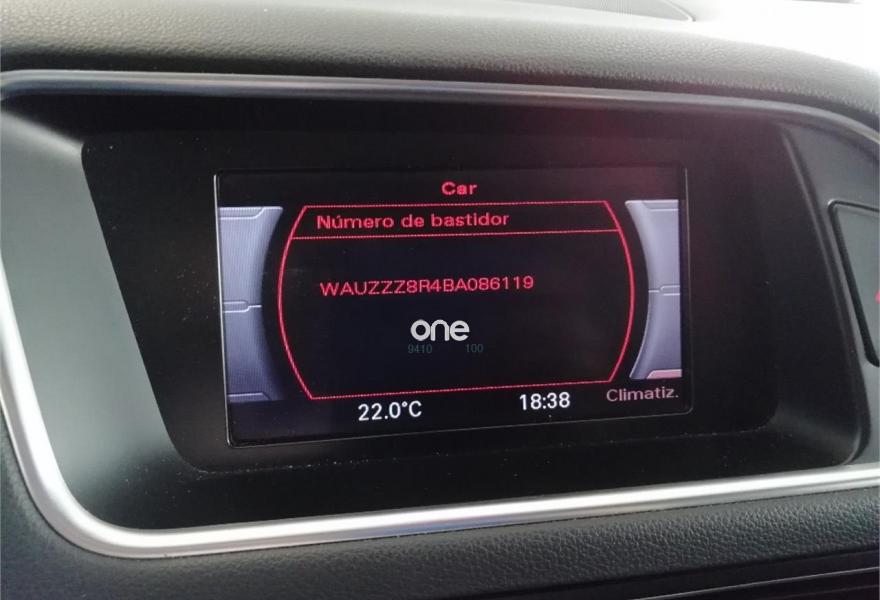 Car
Número de bastidor
WAUZZZ8R4BA086119
one
9410 100
22.0°C 18:38 Climatiz.